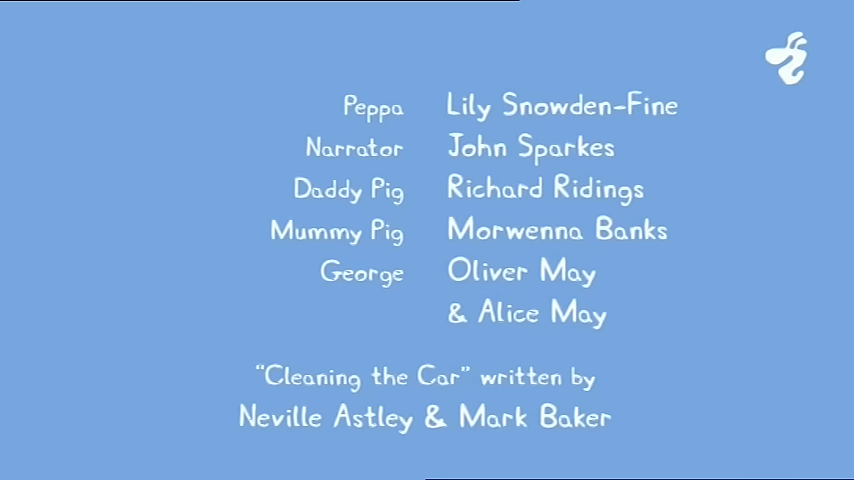 Peppa Lily Snowden-Fine
Narrator John Sparkes
Daddy Pig Richard Ridings
Mummy Pig Morwenna Banks
George Oliver May
& Alice May
"Cleaning the Car" written by
Neville Astley & Mark Baker